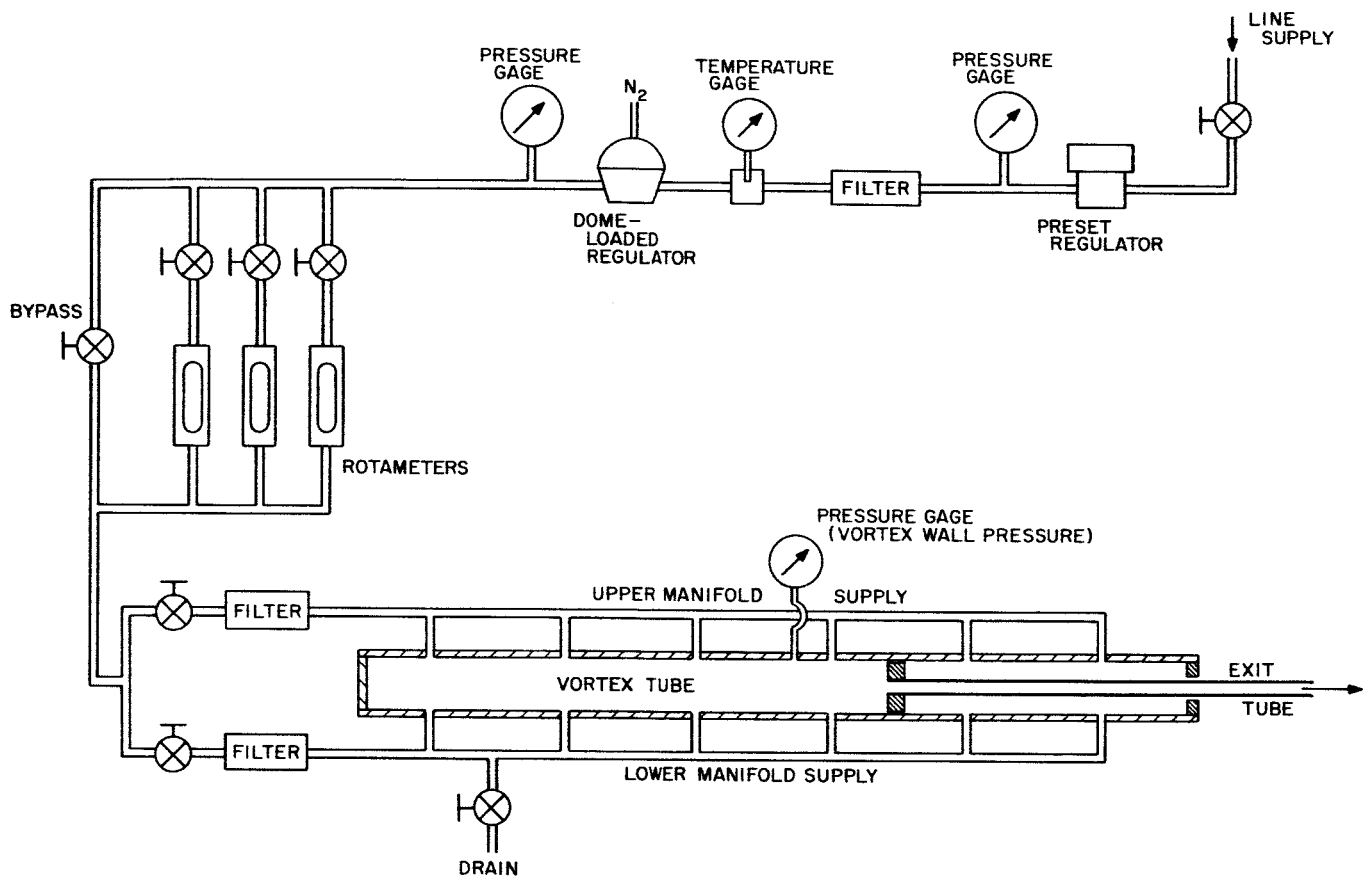 LINE
SUPPLY
PRESSURE
GAGE
N2
TEMPERATURE
GAGE
PRESSURE
GAGE
FILTER
DOME-
LOADED
REGULATOR
PRESET
REGULATOR
BYPASS
ROTAMETERS
PRESSURE GAGE
(VORTEX WALL PRESSURE)
FILTER
UPPER MANIFOLD SUPPLY
VORTEX TUBE
EXIT
TUBE
FILTER
LOWER MANIFOLD SUPPLY
DRAIN